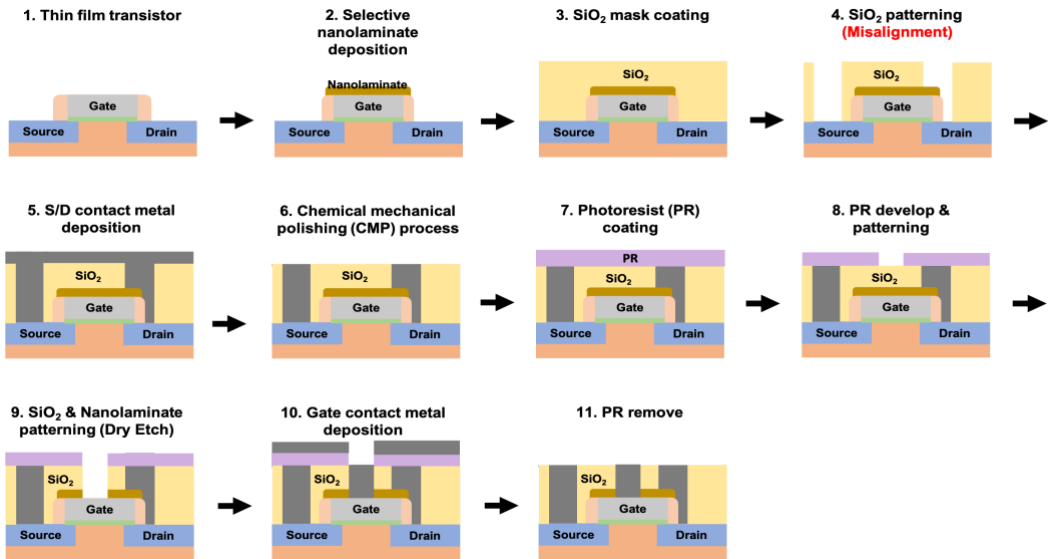 1. Thin film transistor
Gate
Source
Drain
2. Selective
nanolaminate
deposition
Nanolaminate
Gate
Source
Drain
3. SiO₂ mask coating
SiO₂
Gate
Source
Drain
4. SiO₂ patterning
(Misalignment)
SiO₂
Gate
Source
Drain
5. S/D contact metal
deposition
SiO₂
Gate
Source
Drain
6. Chemical mechanical
polishing (CMP) process
SiO₂
Gate
Source
Drain
7. Photoresist (PR)
coating
PR
SiO₂
Gate
Source
Drain
8. PR develop &
patterning
SiO₂
Gate
Source
Drain
9. SiO₂ & Nanolaminate
patterning (Dry Etch)
SiO₂
Gate
Source
Drain
10. Gate contact metal
deposition
SiO₂
Gate
Source
Drain
11. PR remove
SiO₂
Gate
Source
Drain